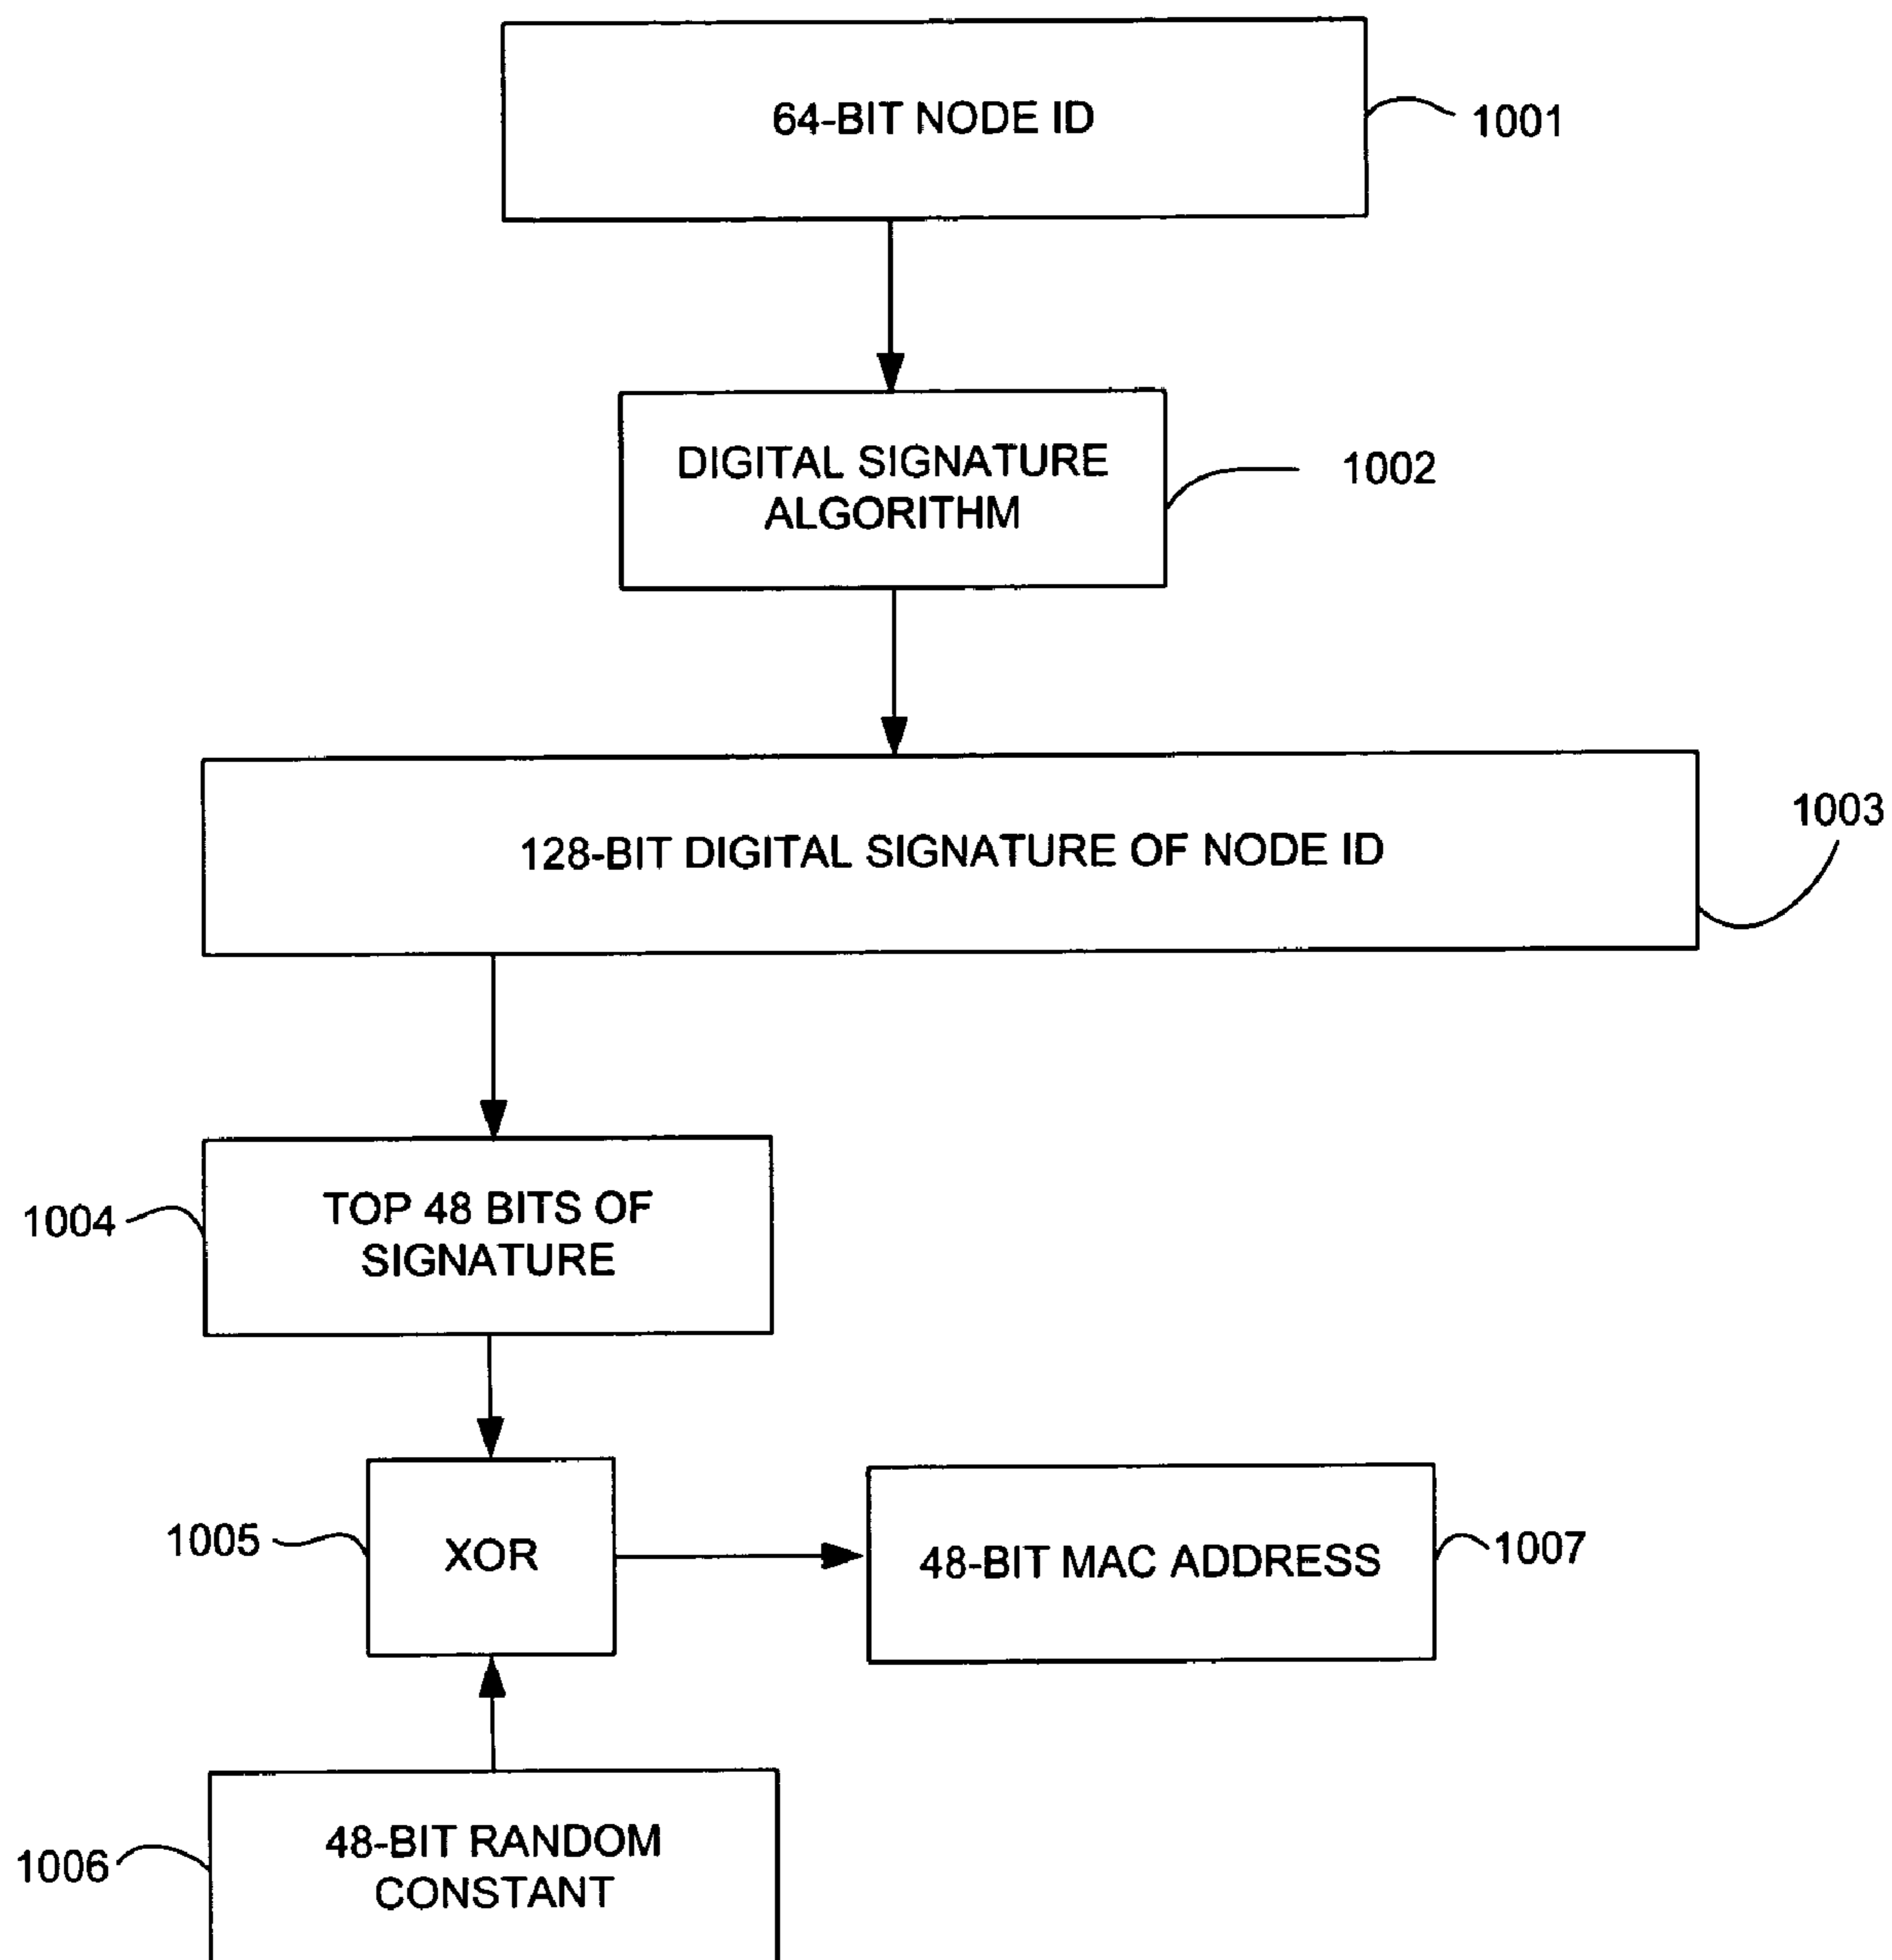 64-BIT NODE ID
1001
DIGITAL SIGNATURE
ALGORITHM
1002
128-BIT DIGITAL SIGNATURE OF NODE ID
1003
1004
TOP 48 BITS OF
SIGNATURE
1005
XOR
48-BIT MAC ADDRESS
1007
1006
48-BIT RANDOM
CONSTANT